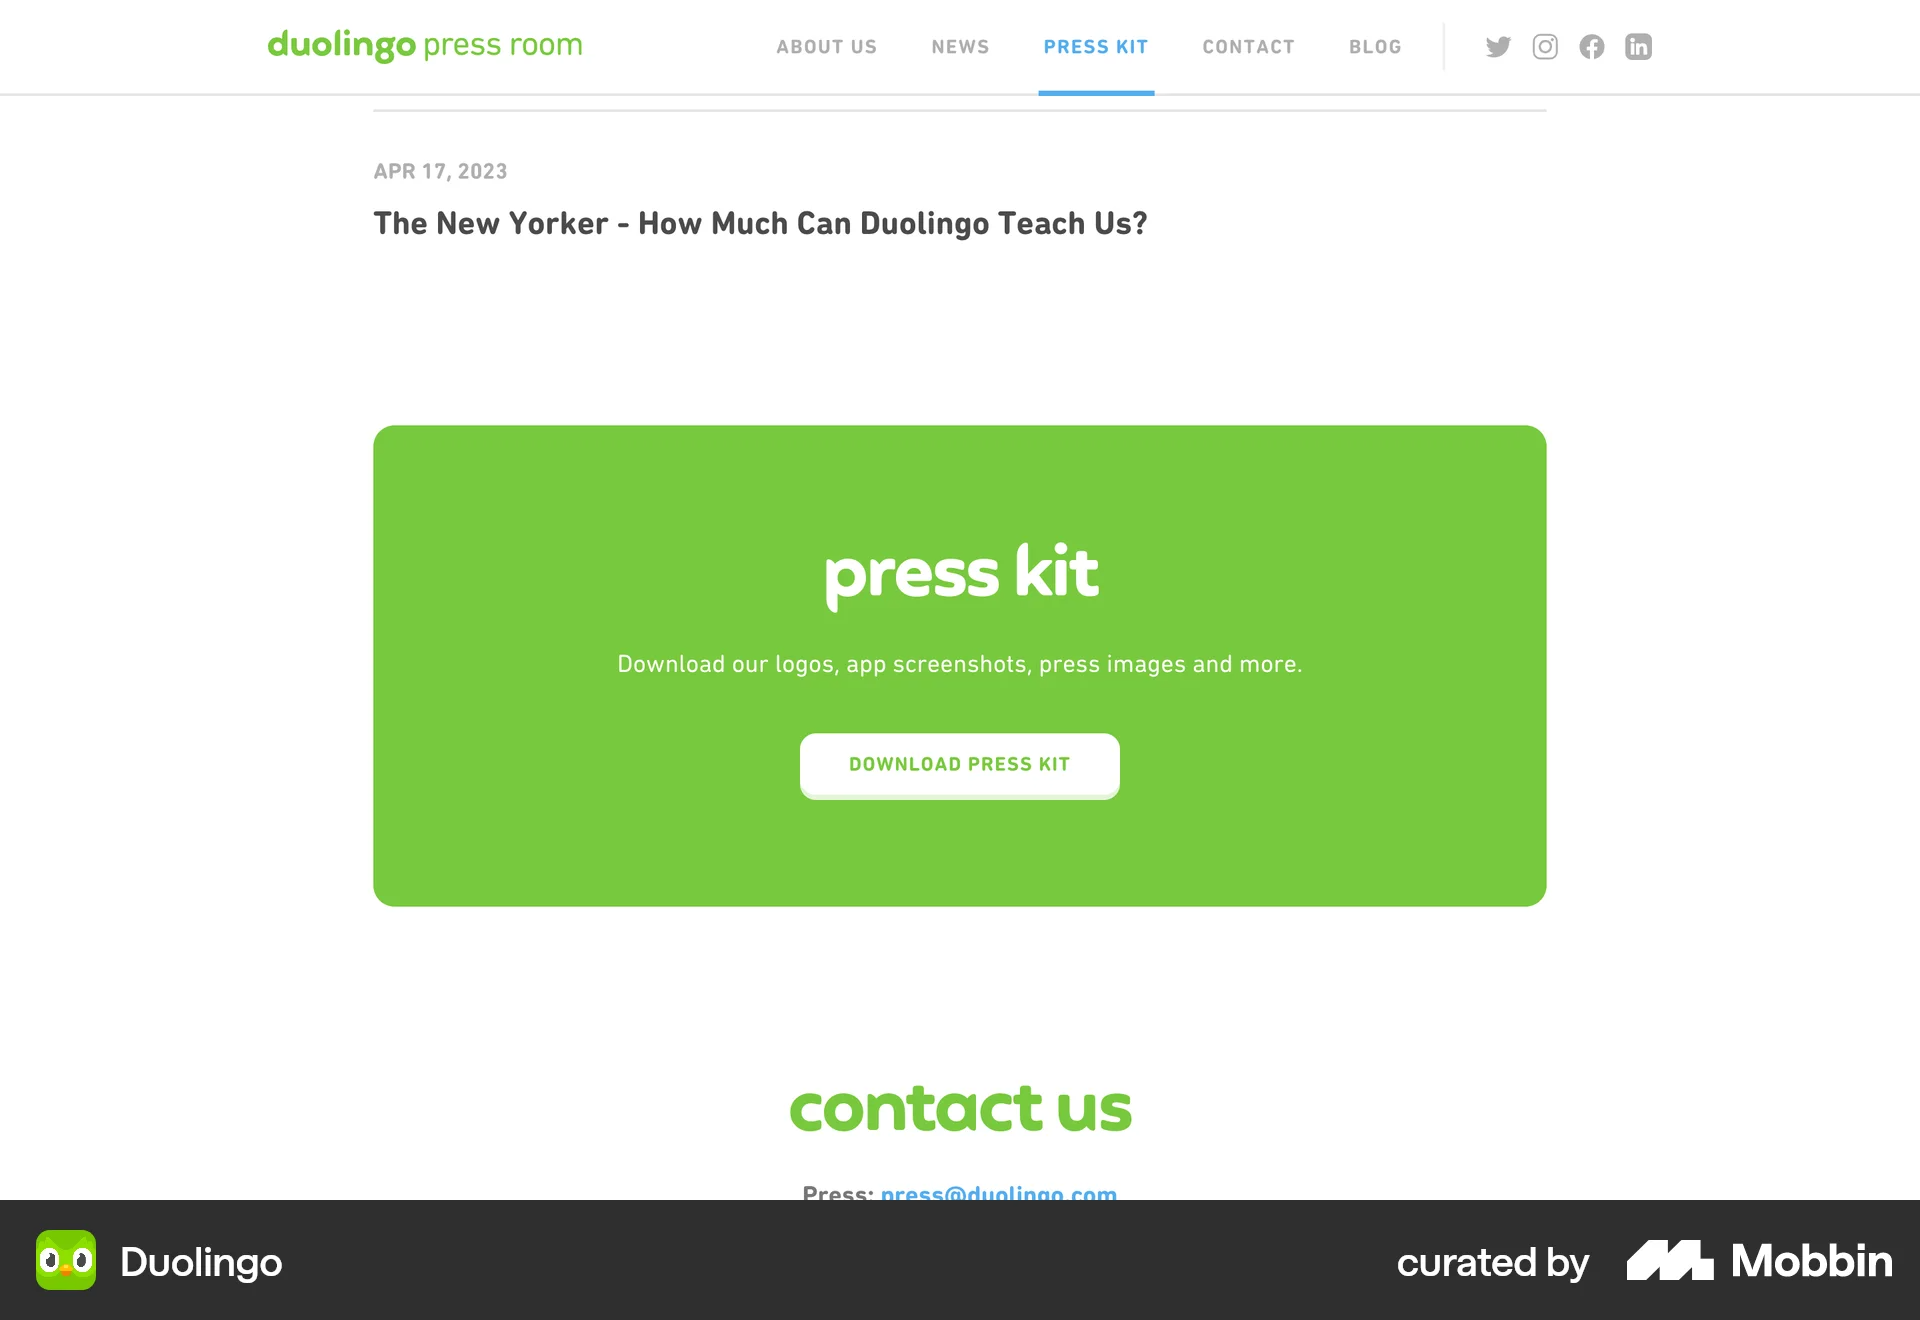 duolingo press room
ABOUT US
NEWS
PRESS KIT
CONTACT
BLOG
APR 17, 2023
The New Yorker - How Much Can Duolingo Teach Us?
press kit
Download our logos, app screenshots, press images and more.
DOWNLOAD PRESS KIT
contact us
Press: press@duolingo.com
Duolingo
curated by
Mobbin